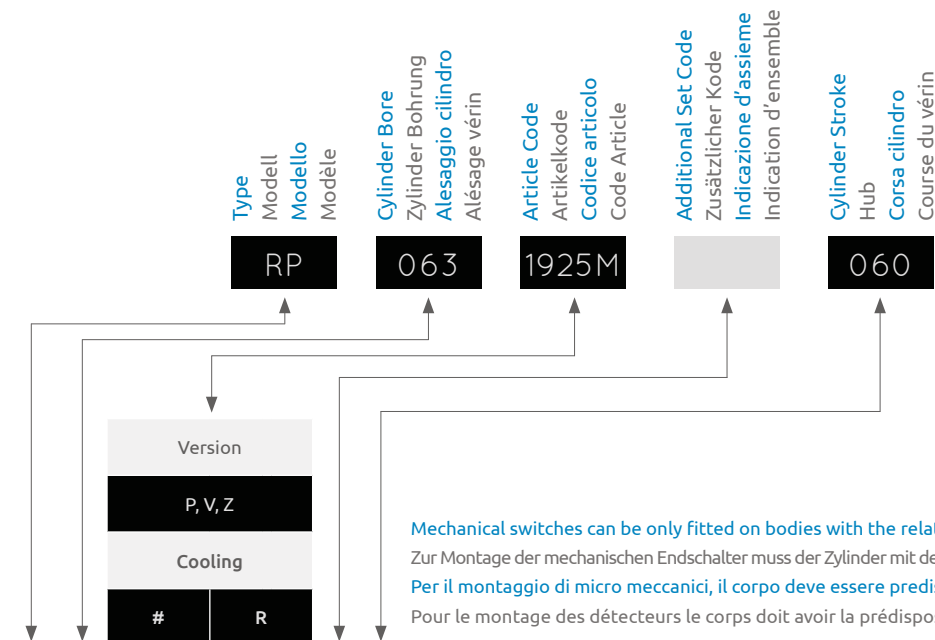 Type
Modell
Modello
Modèle
Cylinder Bore
Zylinder Bohrung
Alesaggio cilindro
Alésage vérin
Article Code
Artikelkode
Codice articolo
Code Article
Additional Set Code
Zusätzlicher Kode
Indicazione d'assieme
Indication d'ensemble
Cylinder Stroke
Hub
Corsa cilindro
Course du vérin
RP
063
1925M
060
Version
P, V, Z
Cooling
#
R
Mechanical switches can be only fitted on bodies with the
Zur Montage der mechanischen Endschalter muss der Zylinder mit
Per il montaggio di micro meccanici, il corpo deve essere
Pour le montage des détecteurs le corps doit avoir la